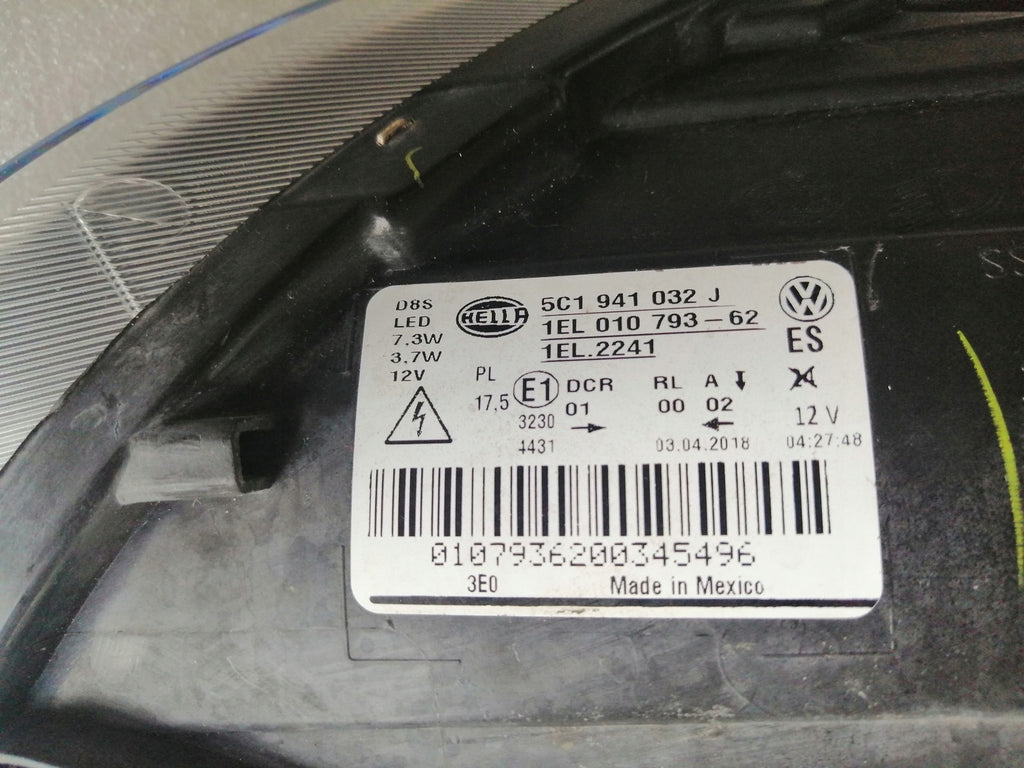 D8S
LED
7.3W
3.7W
12V
HELLA
5C1 941 032 J
1EL 010 793-62
1EL.2241
VW
ES
PL
17,5
E1
3230
4431
DCR
01
RL A
00 02
12 V
03.04.2018
04:27:48
0107936200345496
3E0
Made in Mexico